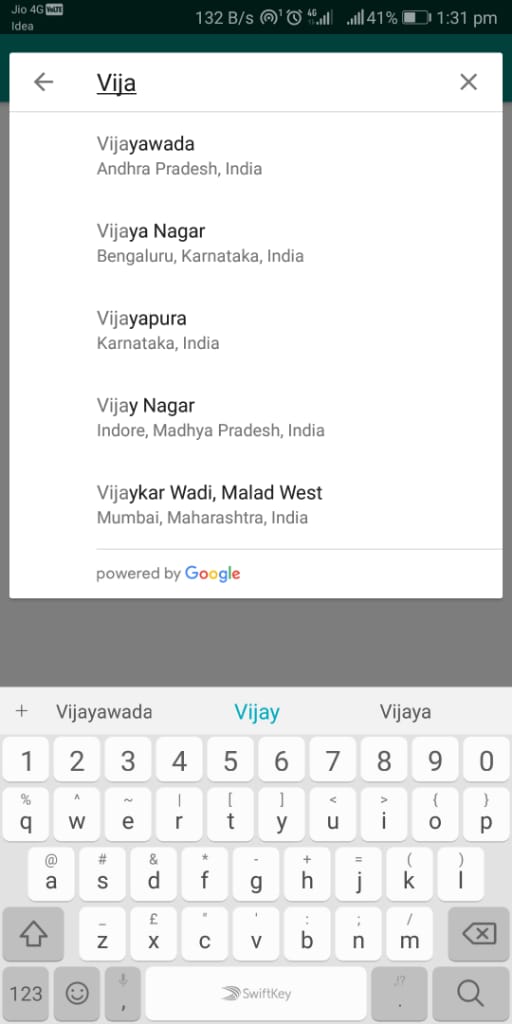 Jio 4G VoLTE
Idea
132 B/s 1 4G 41% 1:31 pm
Vija
Vijayawada
Andhra Pradesh, India
Vijaya Nagar
Bengaluru, Karnataka, India
Vijayapura
Karnataka, India
Vijay Nagar
Indore, Madhya Pradesh, India
Vijaykar Wadi, Malad West
Mumbai, Maharashtra, India
powered by Google
+ Vijayawada Vijay Vijaya
1 2 3 4 5 6 7 8 9 0
% ^ ~ | [ ] < > { }
q w e r t y u i o p
@ # & * - + = ( )
a s d f g h j k l
_ £ " ' : ; /
z x c v b n m
123 , SwiftKey ,!? .